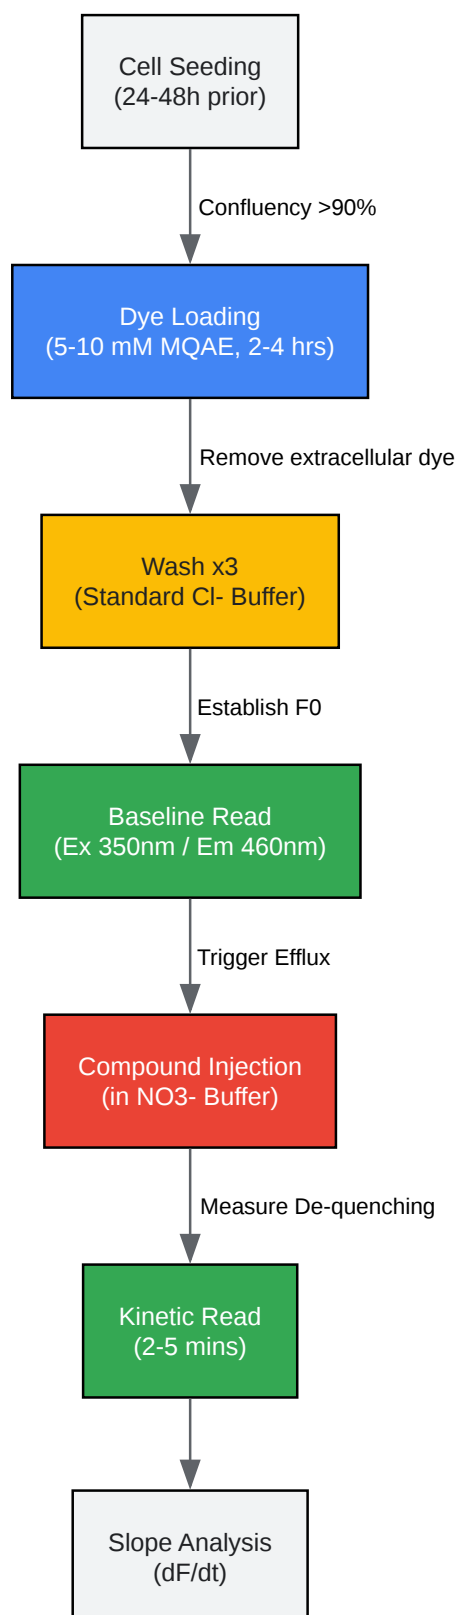 Cell Seeding
(24-48h prior)
Confluency >90%
Dye Loading
(5-10 mM MQAE, 2-4 hrs)
Remove extracellular dye
Wash x3
(Standard Cl- Buffer)
Establish F0
Baseline Read
(Ex 350nm / Em 460nm)
Trigger Efflux
Compound Injection
(in NO3- Buffer)
Measure De-quenching
Kinetic Read
(2-5 mins)
Slope Analysis
(dF/dt)